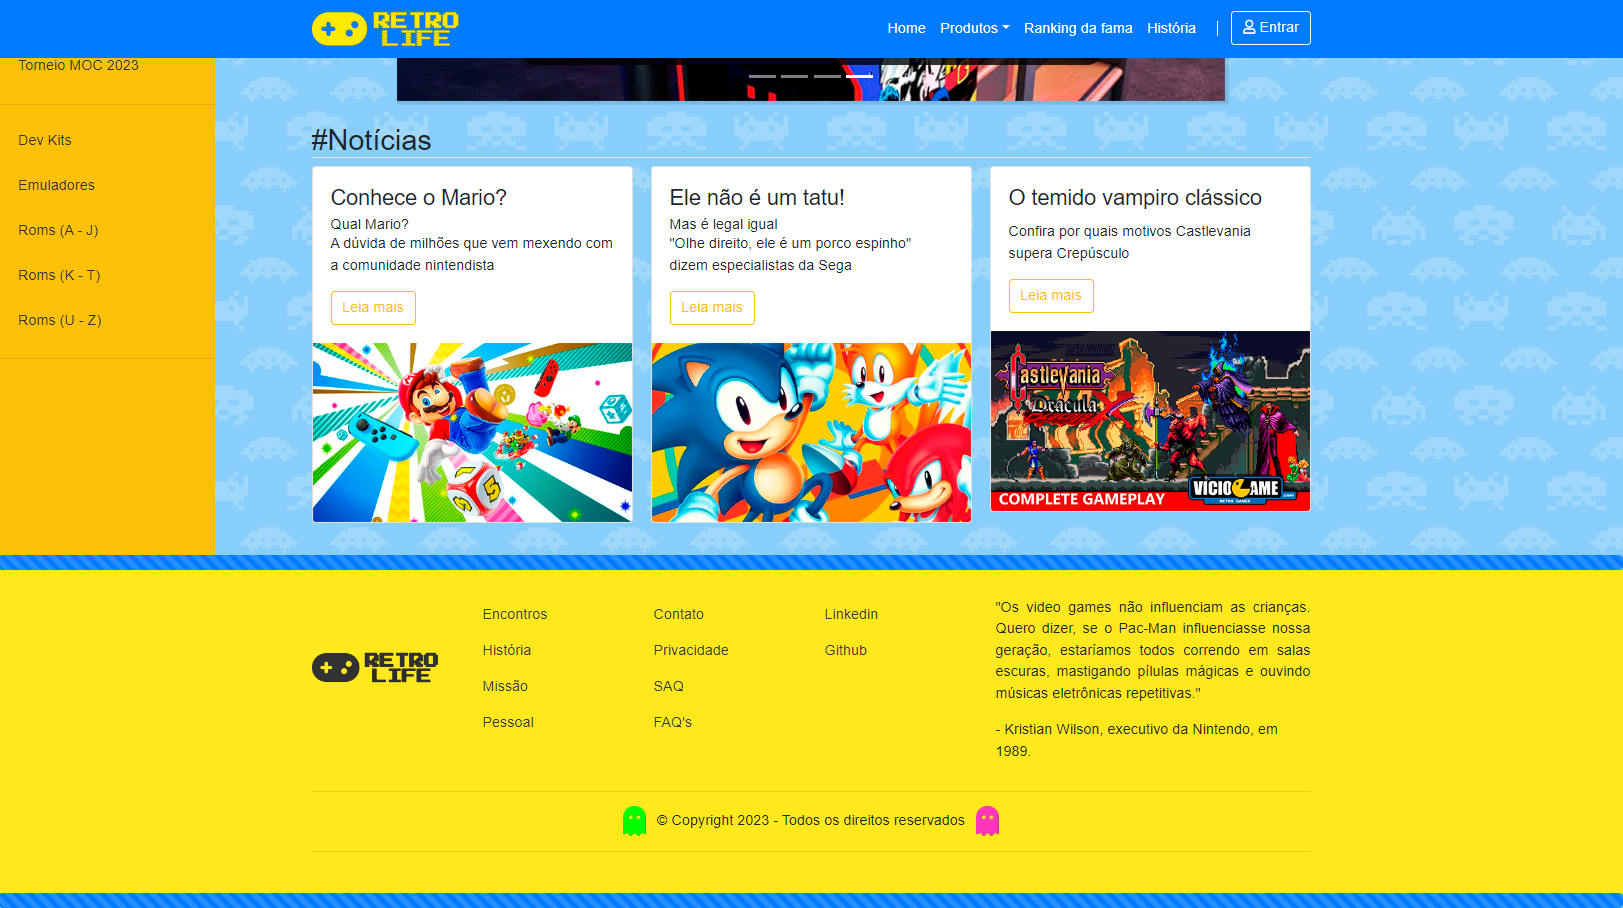 RETRO LIFE
Home Produtos Ranking da fama História | Entrar
Torneio MOC 2023
Dev Kits
Emuladores
Roms (A - J)
Roms (K - T)
Roms (U - Z)
#Notícias
Conhece o Mario?
Qual Mario?
A dúvida de milhões que vem mexendo com
a comunidade nintendista
Leia mais
Ele não é um tatu!
Mas é legal igual
"Olhe direito, ele é um porco espinho"
dizem especialistas da Sega
Leia mais
O temido vampiro clássico
Confira por quais motivos Castlevania
supera Crepúsculo
Leia mais
SUPER NINTENDO
Castlevania
Dracula X
COMPLETE GAMEPLAY
VICIOGAME
.com
RETRO GAMES
RETRO
LIFE
Encontros
História
Missão
Pessoal
Contato
Privacidade
SAQ
FAQ's
Linkedin
Github
"Os video games não influenciam as crianças.
Quero dizer, se o Pac-Man influenciasse nossa
geração, estaríamos todos correndo em salas
escuras, mastigando pílulas mágicas e ouvindo
músicas eletrônicas repetitivas."
- Kristian Wilson, executivo da Nintendo, em
1989.
© Copyright 2023 - Todos os direitos reservados